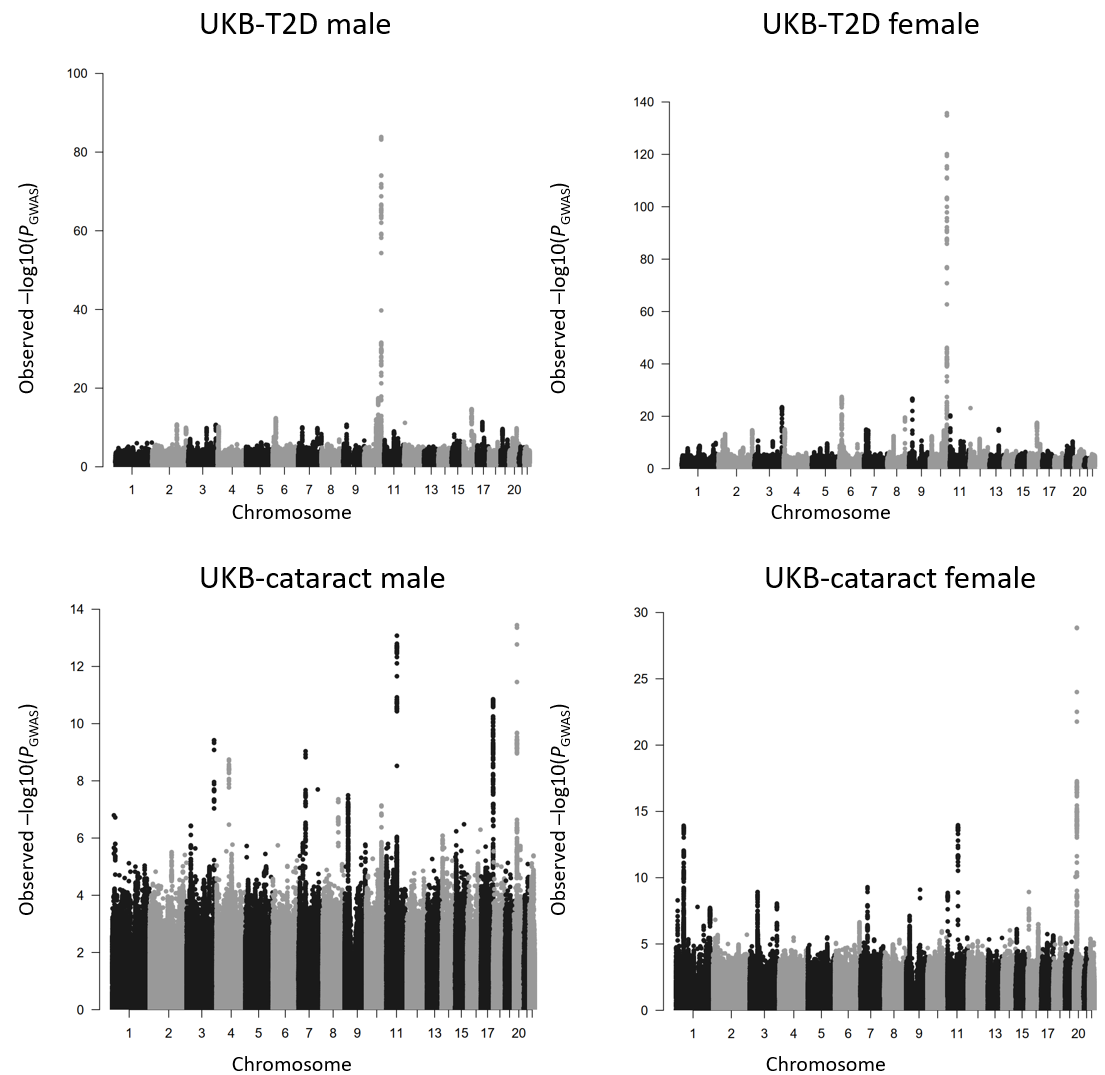 UKB-T2D male
100
80
60
40
20
0
Observed −log10(PGWAS)
1 2 3 4 5 6 7 8 9 11 13 15 17 20
Chromosome
UKB-T2D female
140
120
100
80
60
40
20
0
Observed −log10(PGWAS)
1 2 3 4 5 6 7 8 9 11 13 15 17 20
Chromosome
UKB-cataract male
14
12
10
8
6
4
2
0
Observed −log10(PGWAS)
1 2 3 4 5 6 7 8 9 11 13 15 17 20
Chromosome
UKB-cataract female
30
25
20
15
10
5
0
Observed −log10(PGWAS)
1 2 3 4 5 6 7 8 9 11 13 15 17 20
Chromosome